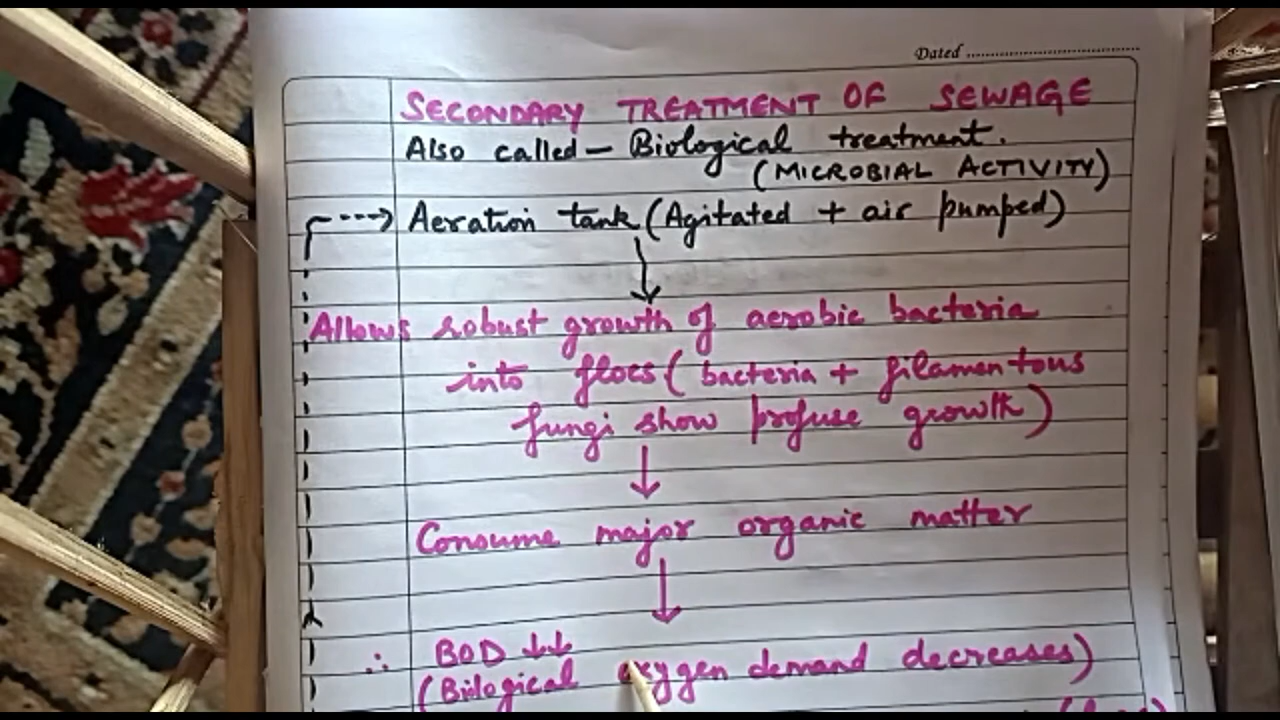 Dated
SECONDARY TREATMENT OF SEWAGE
Also called – Biological treatment.
(MICROBIAL ACTIVITY)
Aeration tank (Agitated + air pumped)
Allows robust growth of aerobic bacteria
into flocs (bacteria + filamentous
fungi show profuse growth)
Consume major organic matter
∴ BOD ↓↓
(Biological oxygen demand decreases)